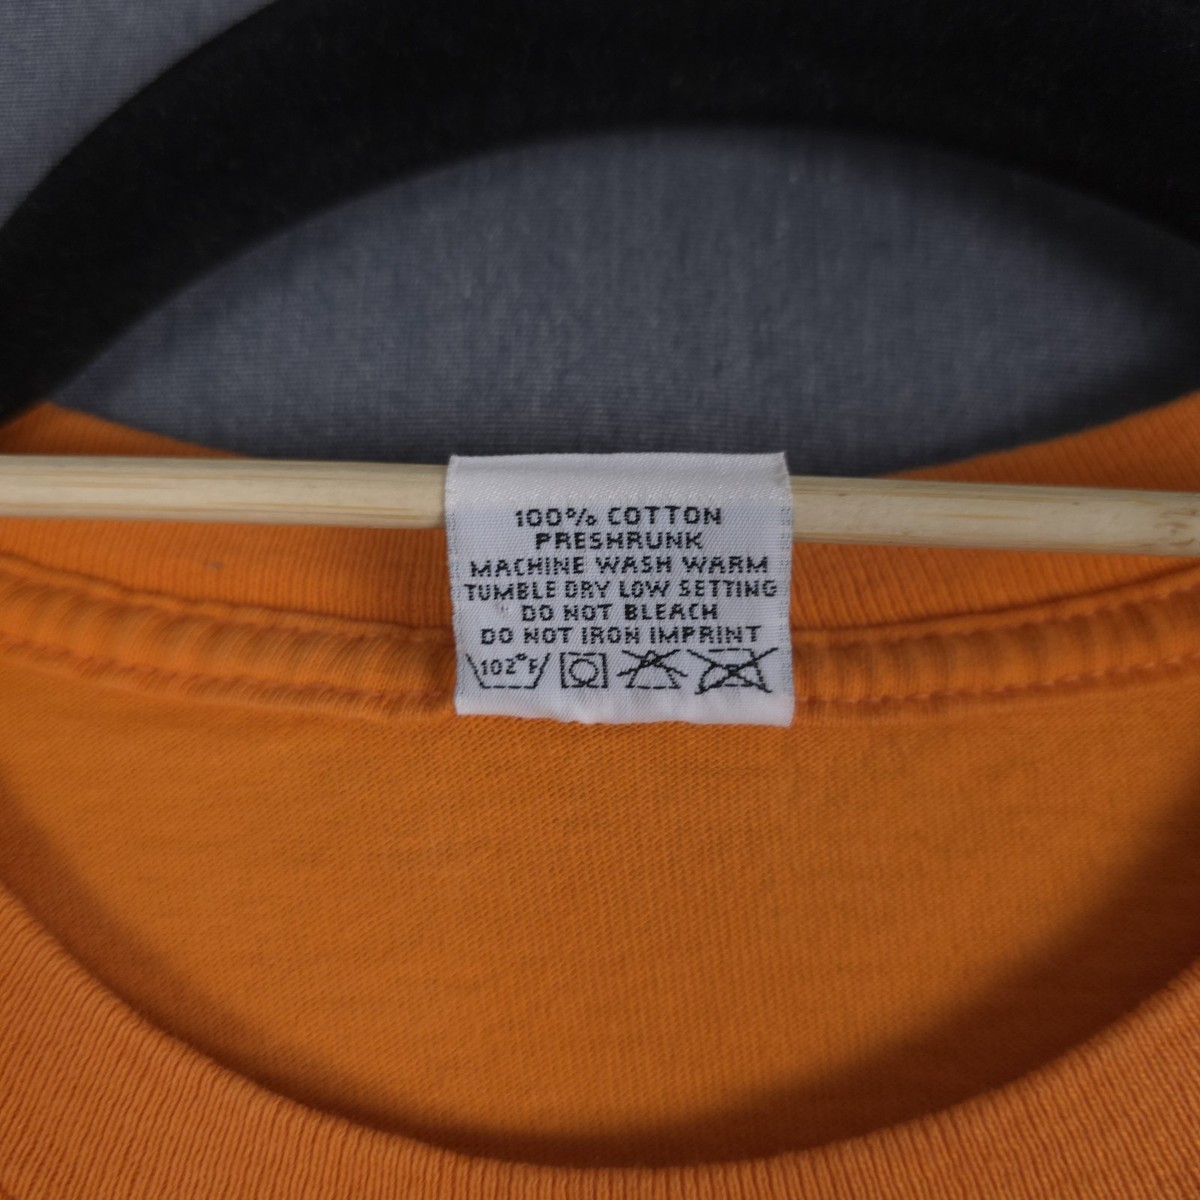 100% COTTON
PRESHRUNK
MACHINE WASH WARM
TUMBLE DRY LOW SETTING
DO NOT BLEACH
DO NOT IRON IMPRINT
102°F